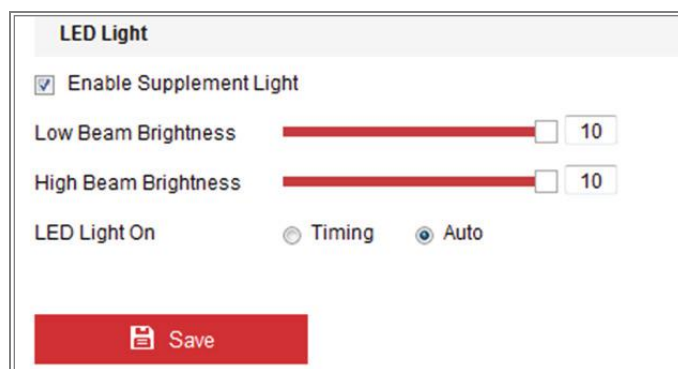 LED Light
Enable Supplement Light
Low Beam Brightness 10
High Beam Brightness 10
LED Light On Timing Auto
Save